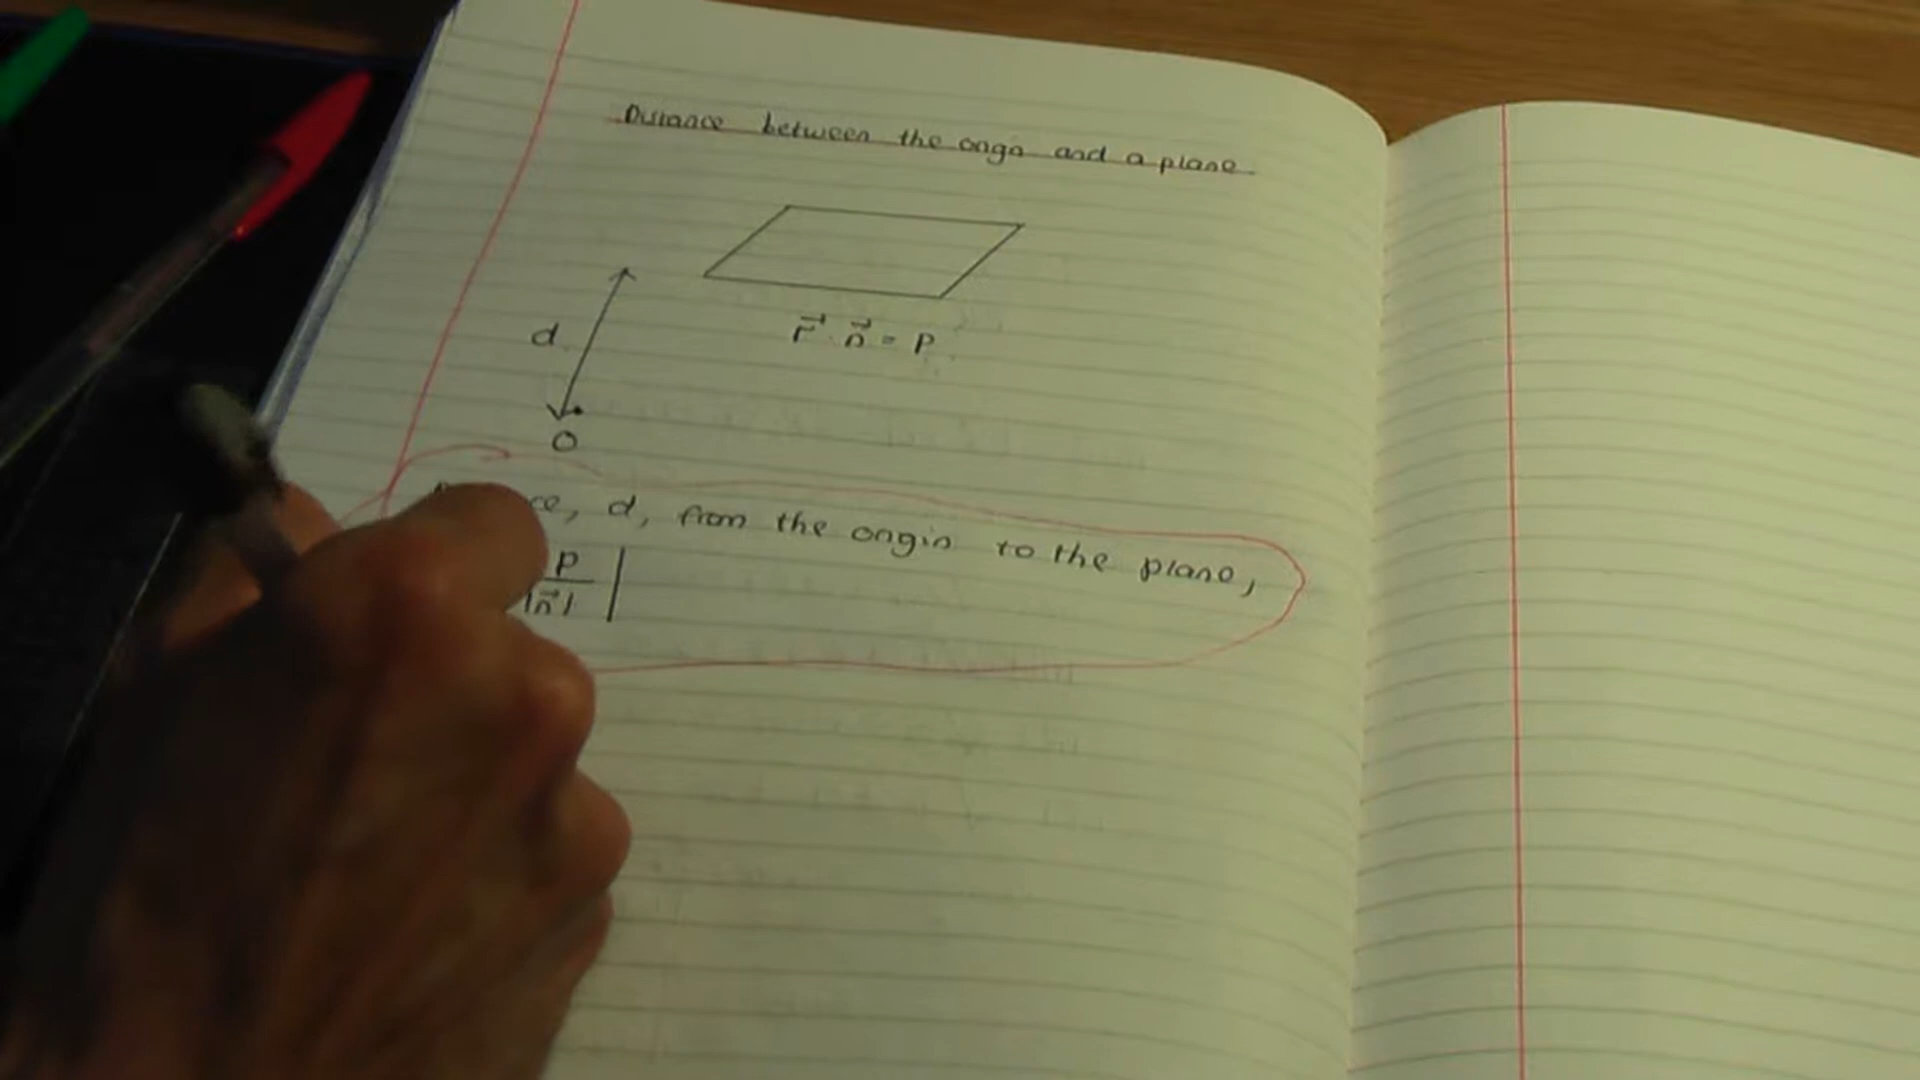 Distance between the origin and a plane.
d
r⃗ . n⃗ = P
O
d, from the origin to the plane,
| P / |n⃗| |